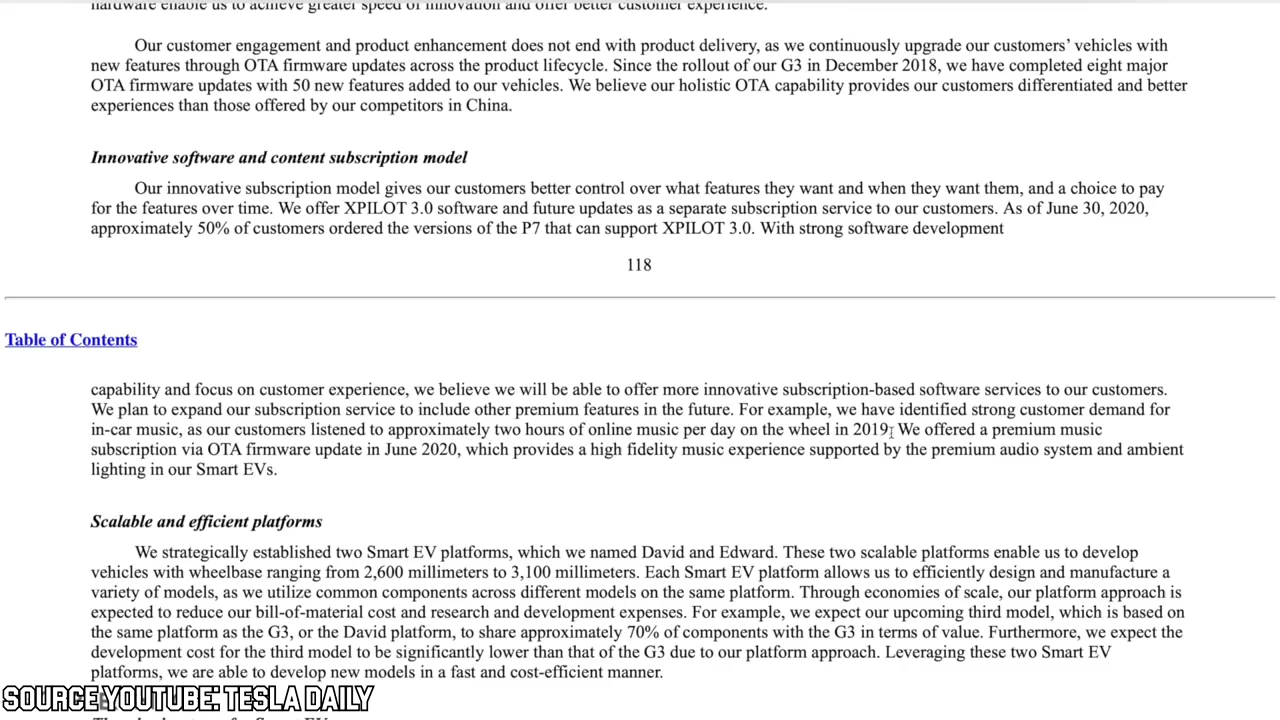 hardware enable us to achieve greater speed of innovation and offer better customer experience.
Our customer engagement and product enhancement does not end with product delivery, as we continuously upgrade our customers' vehicles with
new features through OTA firmware updates across the product lifecycle. Since the rollout of our G3 in December 2018, we have completed eight major
OTA firmware updates with 50 new features added to our vehicles. We believe our holistic OTA capability provides our customers differentiated and better
experiences than those offered by our competitors in China.
Innovative software and content subscription model
Our innovative subscription model gives our customers better control over what features they want and when they want them, and a choice to pay
for the features over time. We offer XPILOT 3.0 software and future updates as a separate subscription service to our customers. As of June 30, 2020,
approximately 50% of customers ordered the versions of the P7 that can support XPILOT 3.0. With strong software development
118
Table of Contents
capability and focus on customer experience, we believe we will be able to offer more innovative subscription-based software services to our customers.
We plan to expand our subscription service to include other premium features in the future. For example, we have identified strong customer demand for
in-car music, as our customers listened to approximately two hours of online music per day on the wheel in 2019. We offered a premium music
subscription via OTA firmware update in June 2020, which provides a high fidelity music experience supported by the premium audio system and ambient
lighting in our Smart EVs.
Scalable and efficient platforms
We strategically established two Smart EV platforms, which we named David and Edward. These two scalable platforms enable us to develop
vehicles with wheelbase ranging from 2,600 millimeters to 3,100 millimeters. Each Smart EV platform allows us to efficiently design and manufacture a
variety of models, as we utilize common components across different models on the same platform. Through economies of scale, our platform approach is
expected to reduce our bill-of-material cost and research and development expenses. For example, we expect our upcoming third model, which is based on
the same platform as the G3, or the David platform, to share approximately 70% of components with the G3 in terms of value. Furthermore, we expect the
development cost for the third model to be significantly lower than that of the G3 due to our platform approach. Leveraging these two Smart EV
platforms, we are able to develop new models in a fast and cost-efficient manner.
SOURCE YOUTUBE: TESLA DAILY